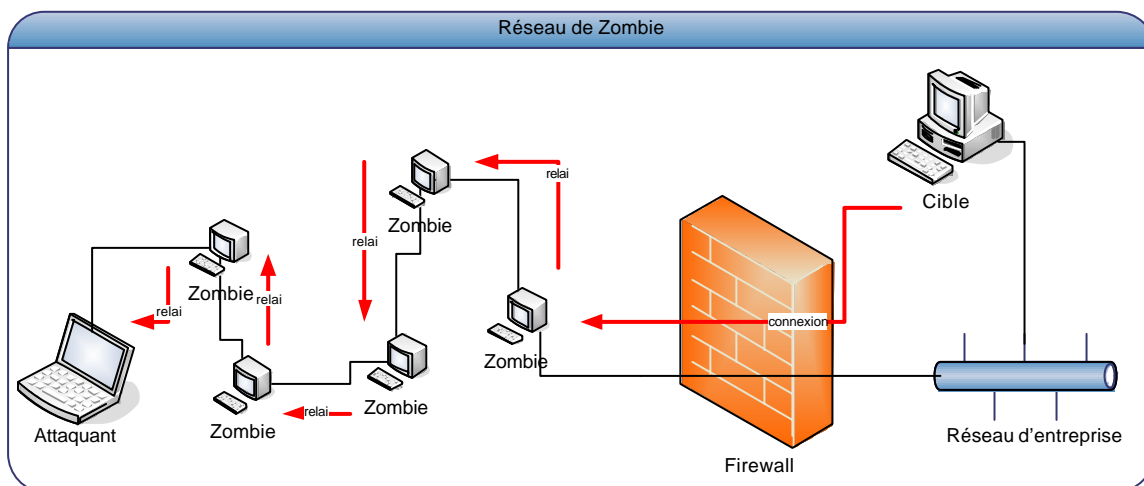 Réseau de Zombie
relai
relai
Zombie
Cible
relai
Zombie
relai
relai
connexion
Zombie
Attaquant
Zombie
relai
Zombie
Réseau d'entreprise
Firewall